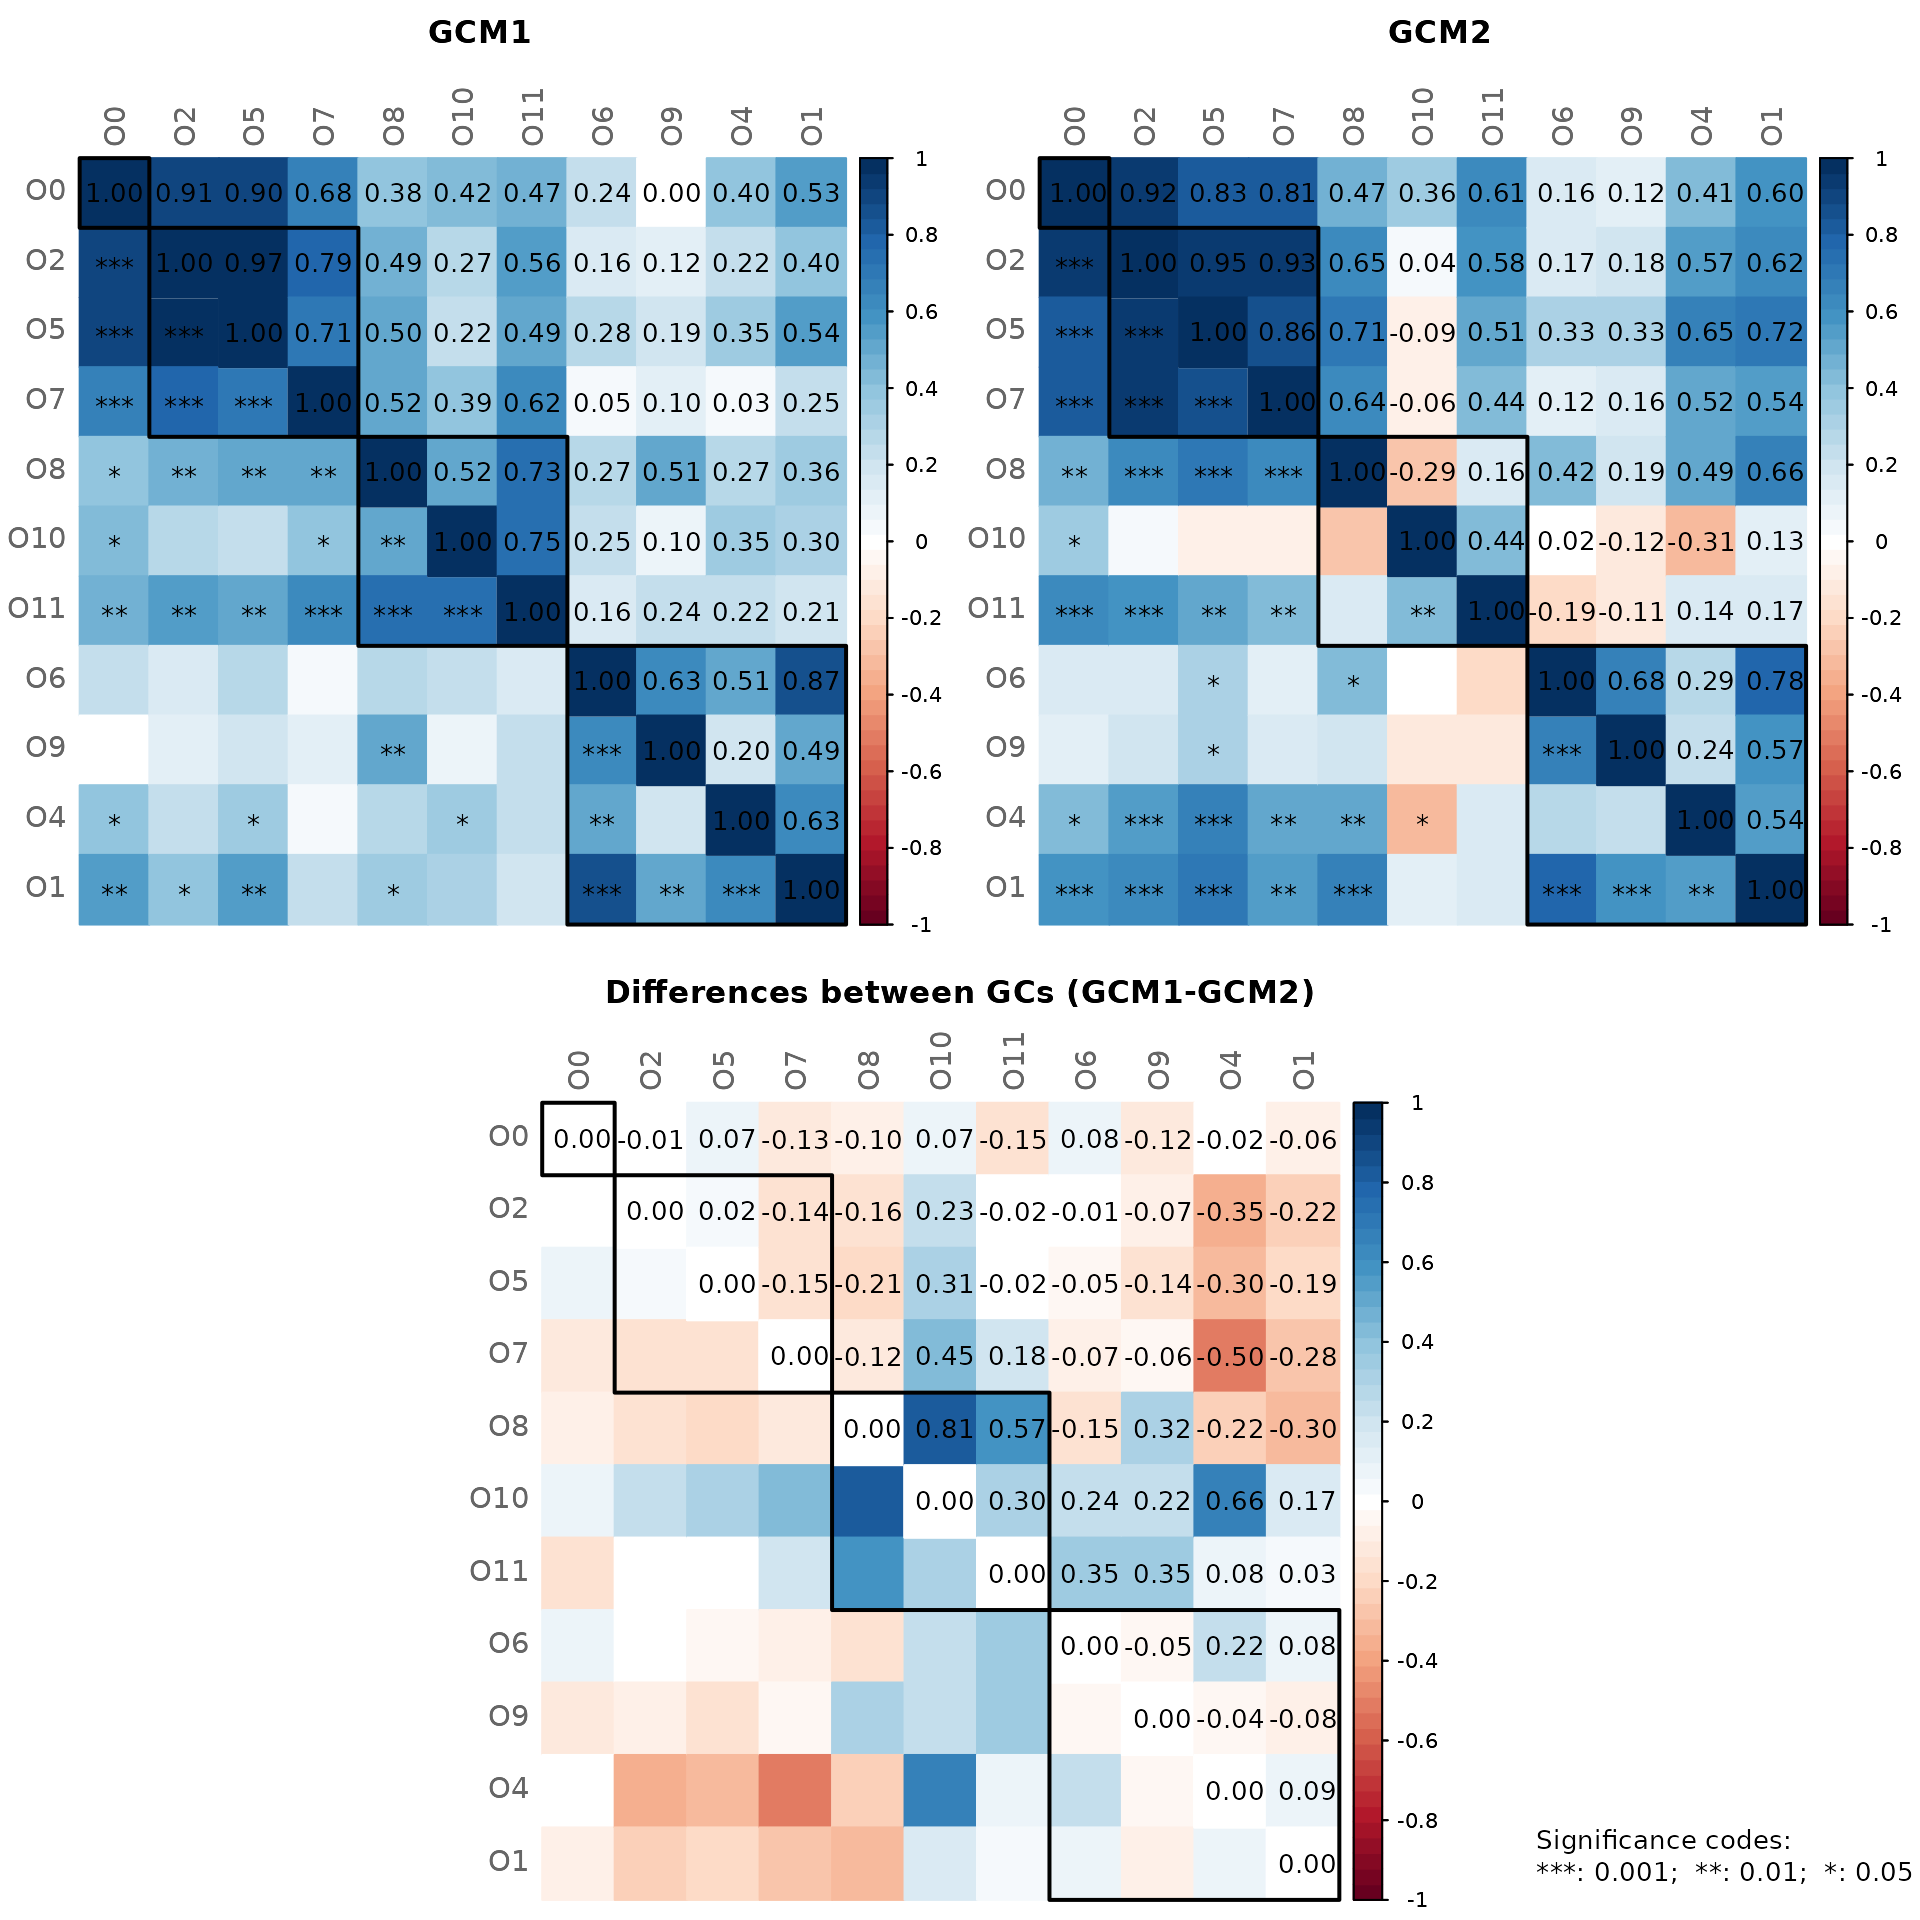 GCM1
O0 O2 O5 O7 O8 O10 O11 O6 O9 O4 O1
O0 1.00 0.91 0.90 0.68 0.38 0.42 0.47 0.24 0.00 0.40 0.53
O2 *** 1.00 0.97 0.79 0.49 0.27 0.56 0.16 0.12 0.22 0.40
O5 *** *** 1.00 0.71 0.50 0.22 0.49 0.28 0.19 0.35 0.54
O7 *** *** *** 1.00 0.52 0.39 0.62 0.05 0.10 0.03 0.25
O8 * ** ** ** 1.00 0.52 0.73 0.27 0.51 0.27 0.36
O10 * * ** 1.00 0.75 0.25 0.10 0.35 0.30
O11 ** ** ** *** *** *** 1.00 0.16 0.24 0.22 0.21
O6 1.00 0.63 0.51 0.87
O9 ** *** 1.00 0.20 0.49
O4 * * * ** 1.00 0.63
O1 ** * ** * *** ** *** 1.00
1
0.8
0.6
0.4
0.2
0
-0.2
-0.4
-0.6
-0.8
-1
GCM2
O0 O2 O5 O7 O8 O10 O11 O6 O9 O4 O1
O0 1.00 0.92 0.83 0.81 0.47 0.36 0.61 0.16 0.12 0.41 0.60
O2 *** 1.00 0.95 0.93 0.65 0.04 0.58 0.17 0.18 0.57 0.62
O5 *** *** 1.00 0.86 0.71 -0.09 0.51 0.33 0.33 0.65 0.72
O7 *** *** *** 1.00 0.64 -0.06 0.44 0.12 0.16 0.52 0.54
O8 ** *** *** *** 1.00 -0.29 0.16 0.42 0.19 0.49 0.66
O10 * 1.00 0.44 0.02 -0.12 -0.31 0.13
O11 *** *** ** ** ** 1.00 -0.19 -0.11 0.14 0.17
O6 * * 1.00 0.68 0.29 0.78
O9 * *** 1.00 0.24 0.57
O4 * *** *** ** ** * 1.00 0.54
O1 *** *** *** ** *** *** *** ** 1.00
1
0.8
0.6
0.4
0.2
0
-0.2
-0.4
-0.6
-0.8
-1
Differences between GCs (GCM1-GCM2)
O0 O2 O5 O7 O8 O10 O11 O6 O9 O4 O1
O0 0.00 -0.01 0.07 -0.13 -0.10 0.07 -0.15 0.08 -0.12 -0.02 -0.06
O2 0.00 0.02 -0.14 -0.16 0.23 -0.02 -0.01 -0.07 -0.35 -0.22
O5 0.00 -0.15 -0.21 0.31 -0.02 -0.05 -0.14 -0.30 -0.19
O7 0.00 -0.12 0.45 0.18 -0.07 -0.06 -0.50 -0.28
O8 0.00 0.81 0.57 -0.15 0.32 -0.22 -0.30
O10 0.00 0.30 0.24 0.22 0.66 0.17
O11 0.00 0.35 0.35 0.08 0.03
O6 0.00 -0.05 0.22 0.08
O9 0.00 -0.04 -0.08
O4 0.00 0.09
O1 0.00
1
0.8
0.6
0.4
0.2
0
-0.2
-0.4
-0.6
-0.8
-1
Significance codes:
***: 0.001; **: 0.01; *: 0.05